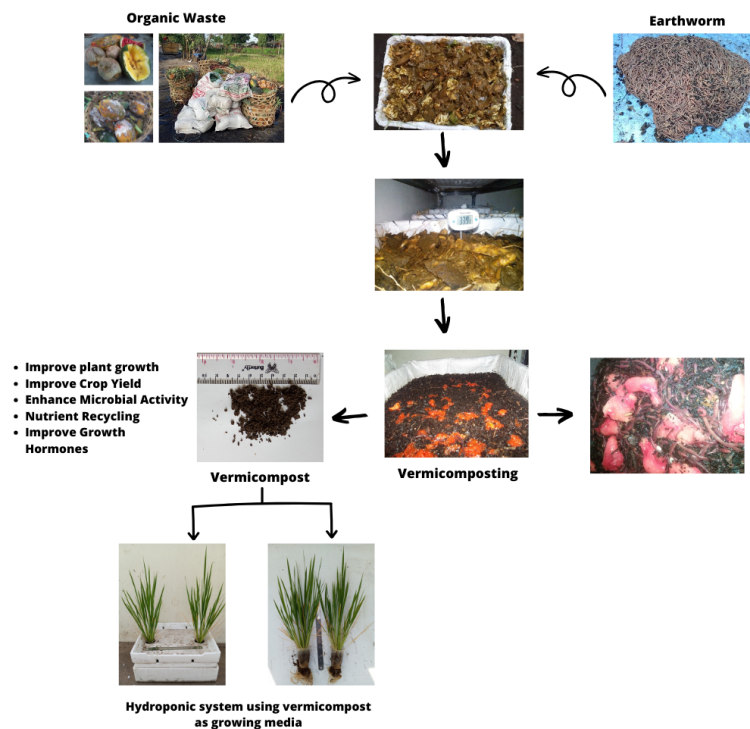 Organic Waste
Earthworm
Improve plant growth
Improve Crop Yield
Enhance Microbial Activity
Nutrient Recycling
Improve Growth
Hormones
Vermicompost
Vermicomposting
Hydroponic system using vermicompost
as growing media